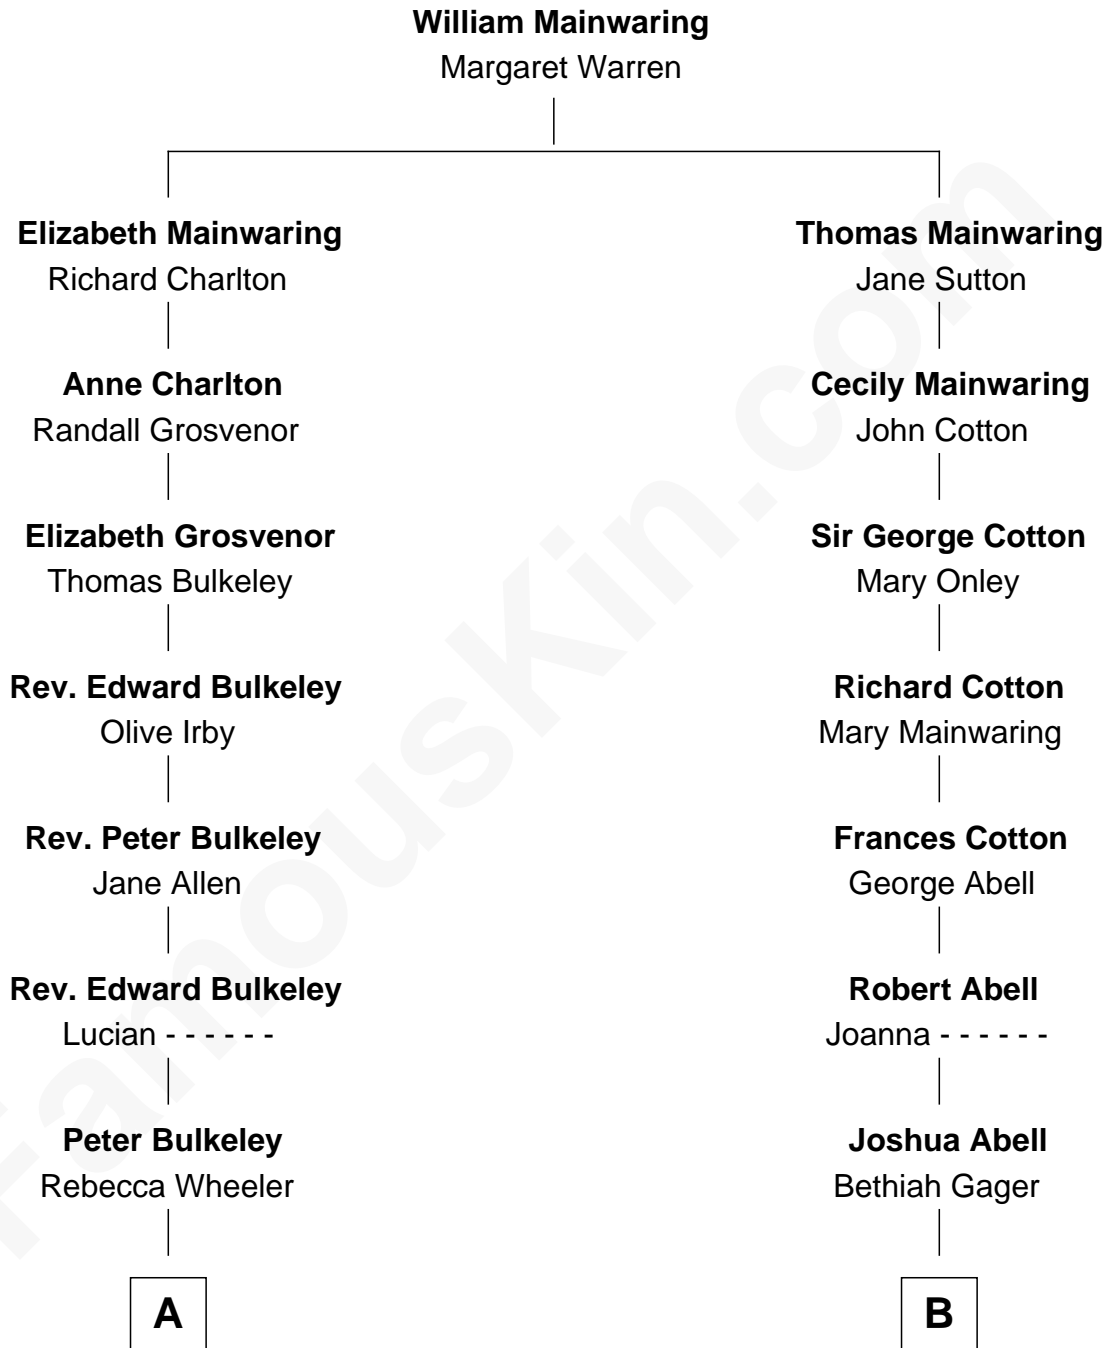 William Mainwaring
Margaret Warren
Elizabeth Mainwaring
Richard Charlton
Thomas Mainwaring
Jane Sutton
Anne Charlton
Randall Grosvenor
Cecily Mainwaring
John Cotton
Elizabeth Grosvenor
Thomas Bulkeley
Sir George Cotton
Mary Onley
Rev. Edward Bulkeley
Olive Irby
Richard Cotton
Mary Mainwaring
Rev. Peter Bulkeley
Jane Allen
Frances Cotton
George Abell
Rev. Edward Bulkeley
Lucian - - - - - -
Robert Abell
Joanna - - - - - -
Peter Bulkeley
Rebecca Wheeler
Joshua Abell
Bethiah Gager
A
B
FamousKin.com